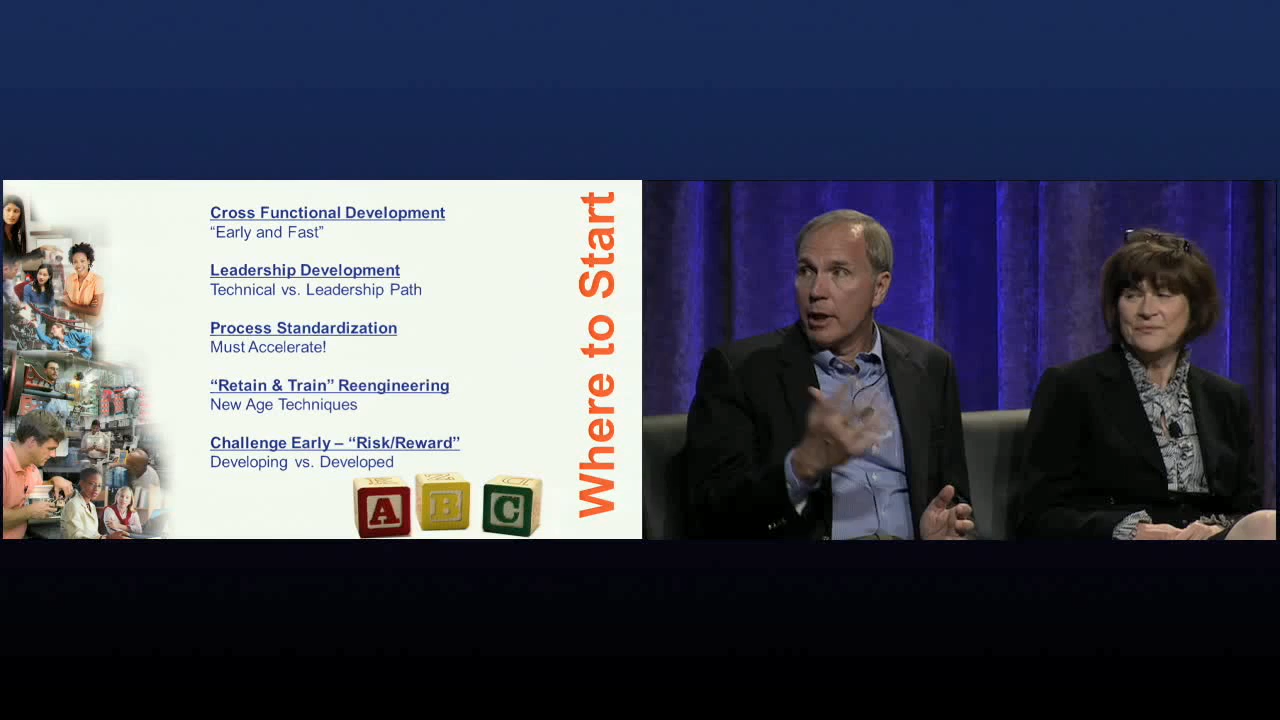 Cross Functional Development
“Early and Fast”
Leadership Development
Technical vs. Leadership Path
Process Standardization
Must Accelerate!
“Retain & Train” Reengineering
New Age Techniques
Challenge Early – “Risk/Reward”
Developing vs. Developed
A B C
Where to Start